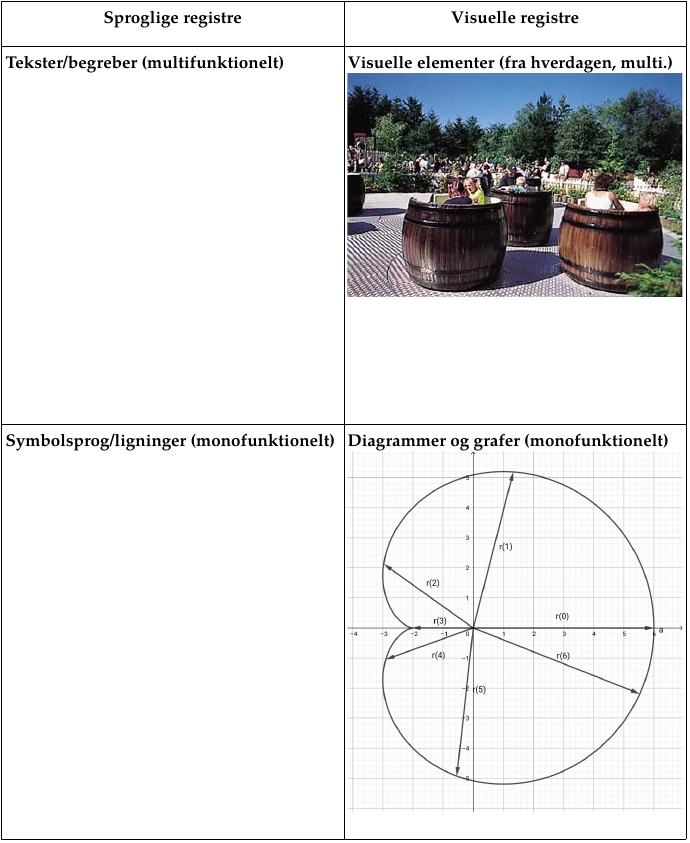 Sproglige registre
Visuelle registre
Tekster/begreber (multifunktionelt)
Visuelle elementer (fra hverdagen, multi.)
Symbolsprog/ligninger (monofunktionelt)
Diagrammer og grafer (monofunktionelt)
5
4
r(1)
3
2
r(2)
1
r(3)
r(0)
-4 -3 -2 -1 0 1 2 3 4 5 6
a
r(4)
r(6)
-1
-2
r(5)
-3
-4
-5